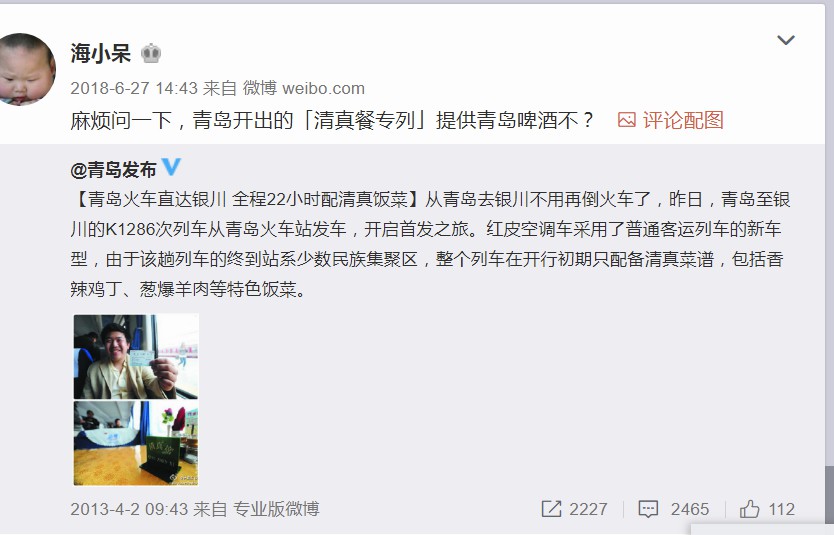 海小呆
2018-6-27 14:43 来自 微博 weibo.com
麻烦问一下，青岛开出的「清真餐专列」提供青岛啤酒不？ 评论配图
@青岛发布
【青岛火车直达银川 全程22小时配清真饭菜】从青岛去银川不用再倒火车了，昨日，青岛至银
川的K1286次列车从青岛火车站发车，开启首发之旅。红皮空调车采用了普通客运列车的新车
型，由于该趟列车的终到站系少数民族集聚区，整个列车在开行初期只配备清真菜谱，包括香
辣鸡丁、葱爆羊肉等特色饭菜。
2013-4-2 09:43 来自 专业版微博 2227 2465 112